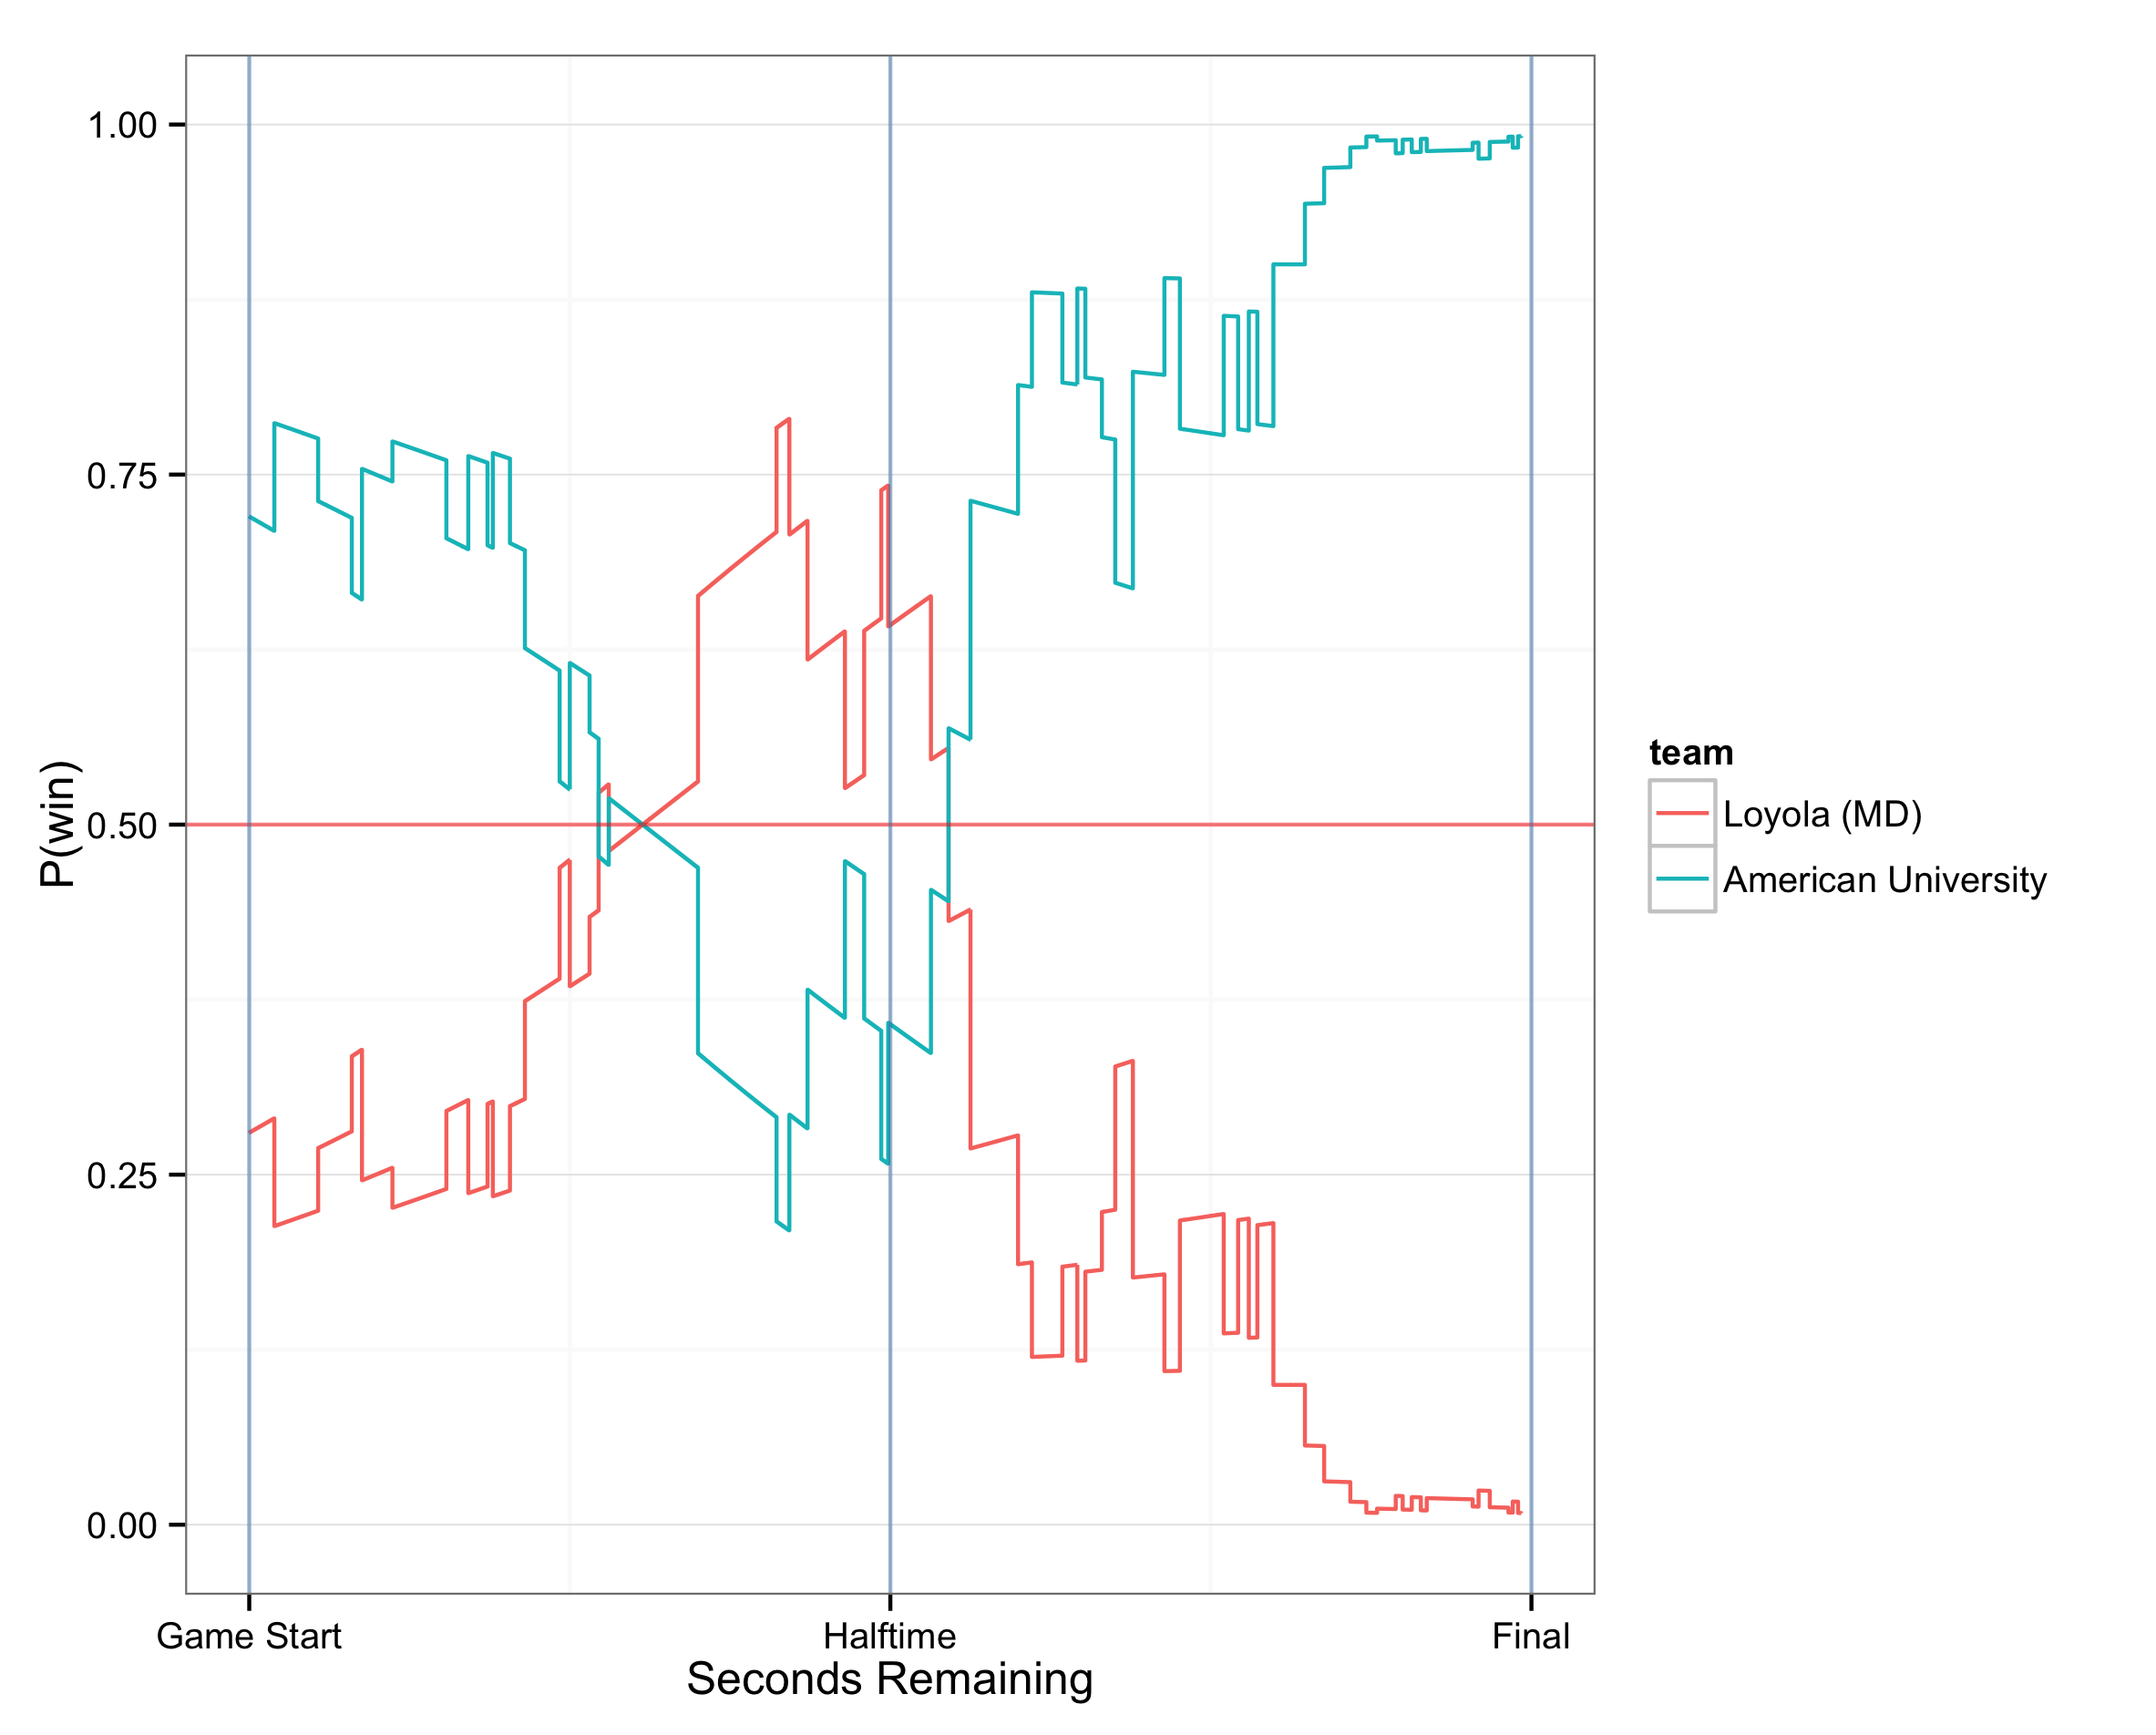 1.00
0.75
0.50
0.25
0.00
P(win)
Game Start
Halftime
Final
Seconds Remaining
team
Loyola (MD)
American University